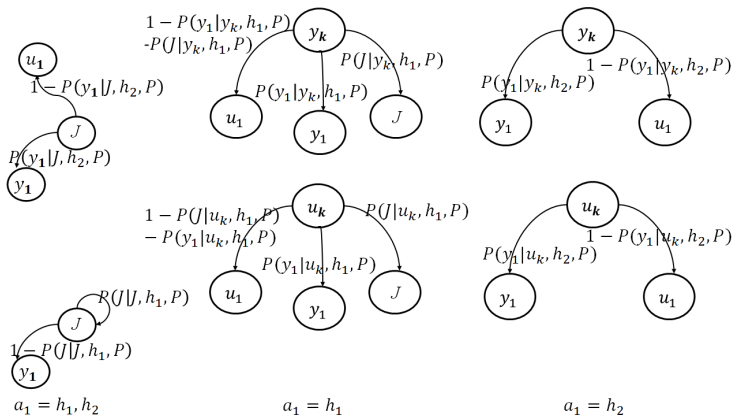 u₁
1 − P(y₁|J, h₂, P)
J
P(y₁|J, h₂, P)
y₁
1 − P(y₁|yₖ, h₁, P)
-P(J|yₖ, h₁, P)
yₖ
P(J|yₖ, h₁, P)
P(y₁|yₖ, h₁, P)
u₁
y₁
J
yₖ
1 − P(y₁|yₖ, h₂, P)
P(y₁|yₖ, h₂, P)
y₁
u₁
P(J|J, h₁, P)
J
1 − P(J|J, h₁, P)
y₁
1 − P(J|uₖ, h₁, P)
− P(y₁|uₖ, h₁, P)
uₖ
P(J|uₖ, h₁, P)
P(y₁|uₖ, h₁, P)
u₁
y₁
J
uₖ
1 − P(y₁|uₖ, h₂, P)
P(y₁|uₖ, h₂, P)
y₁
u₁
a₁ = h₁, h₂
a₁ = h₁
a₁ = h₂